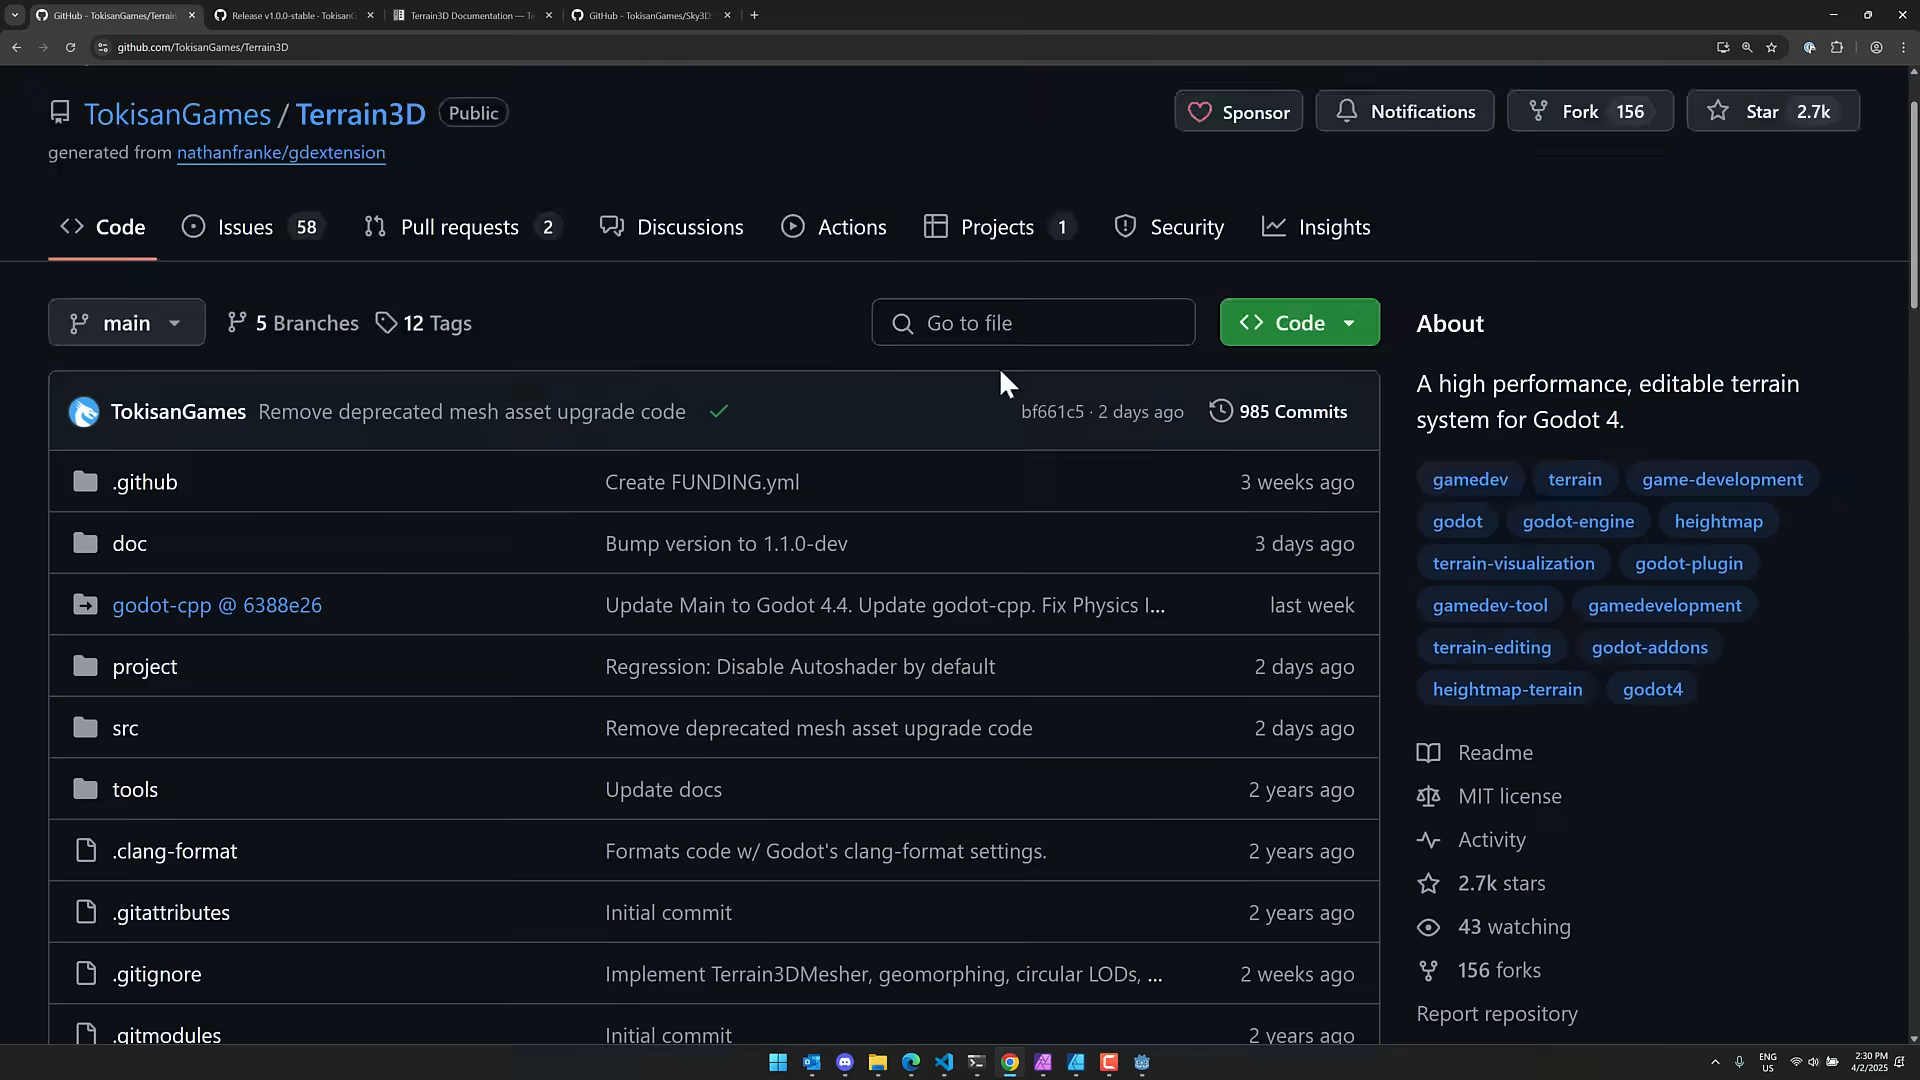 GitHub - TokisanGames/Terrain
Release v1.0.0-stable · TokisanG
Terrain3D Documentation — Te
GitHub - TokisanGames/Sky3D
github.com/TokisanGames/Terrain3D
TokisanGames / Terrain3D Public
Sponsor
Notifications
Fork 156
Star 2.7k
generated from nathanfranke/gdextension
Code
Issues 58
Pull requests 2
Discussions
Actions
Projects 1
Security
Insights
main
5 Branches
12 Tags
Go to file
Code
TokisanGames Remove deprecated mesh asset upgrade code
bf661c5 · 2 days ago
985 Commits
.github Create FUNDING.yml 3 weeks ago
doc Bump version to 1.1.0-dev 3 days ago
godot-cpp @ 6388e26 Update Main to Godot 4.4. Update godot-cpp. Fix Physics I... last week
project Regression: Disable Autoshader by default 2 days ago
src Remove deprecated mesh asset upgrade code 2 days ago
tools Update docs 2 years ago
.clang-format Formats code w/ Godot's clang-format settings. 2 years ago
.gitattributes Initial commit 2 years ago
.gitignore Implement Terrain3DMesher, geomorphing, circular LODs, ... 2 weeks ago
.gitmodules Initial commit 2 years ago
About
A high performance, editable terrain
system for Godot 4.
gamedev terrain game-development
godot godot-engine heightmap
terrain-visualization godot-plugin
gamedev-tool gamedevelopment
terrain-editing godot-addons
heightmap-terrain godot4
Readme
MIT license
Activity
2.7k stars
43 watching
156 forks
Report repository
ENG
US
2:30 PM
4/2/2025